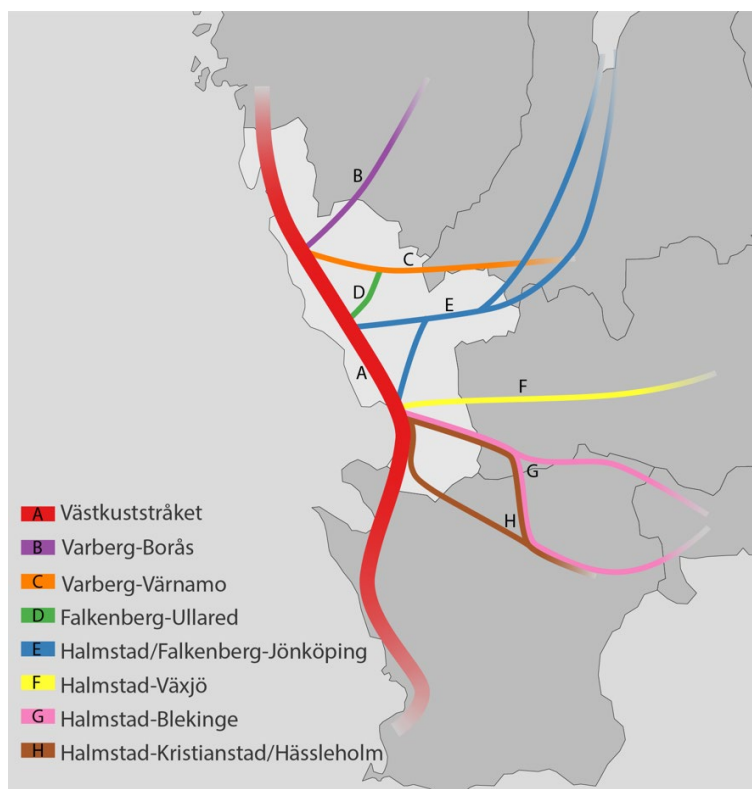 B
C
D
E
A
F
G
H
A Västkuststråket
B Varberg-Borås
C Varberg-Värnamo
D Falkenberg-Ullared
E Halmstad/Falkenberg-Jönköping
F Halmstad-Växjö
G Halmstad-Blekinge
H Halmstad-Kristianstad/Hässleholm